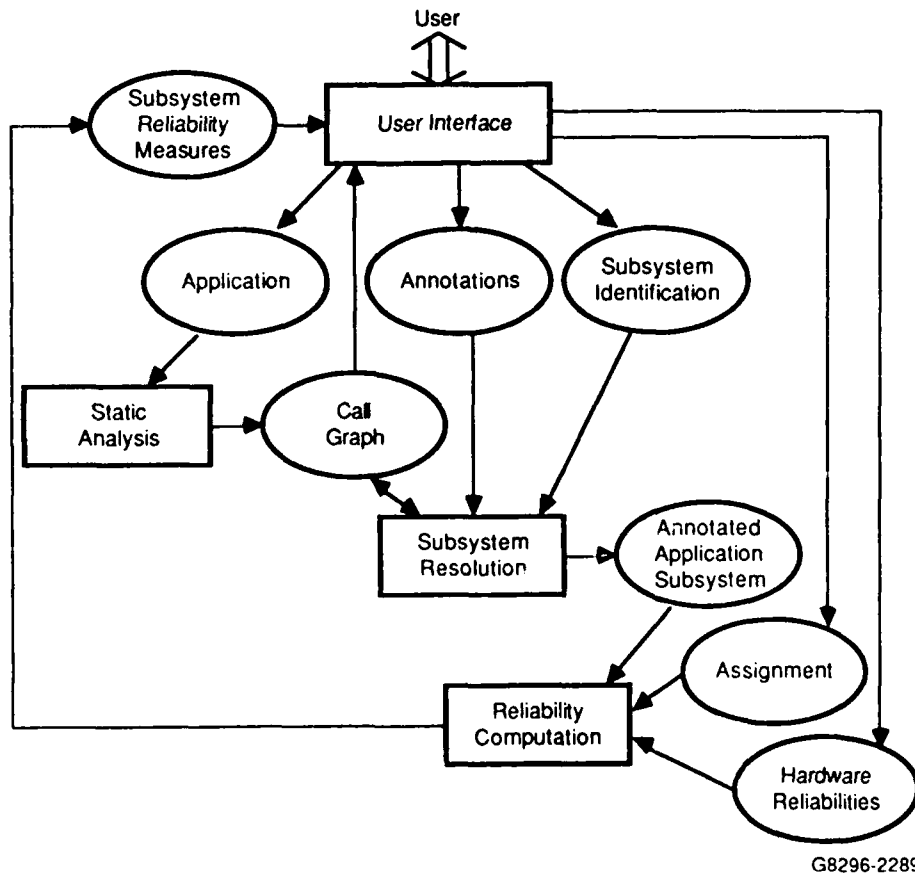 User
Subsystem
Reliability
Measures
User Interface
Application
Annotations
Subsystem
Identification
Static
Analysis
Call
Graph
Subsystem
Resolution
Annotated
Application
Subsystem
Assignment
Reliability
Computation
Hardware
Reliabilities
G8296-2289